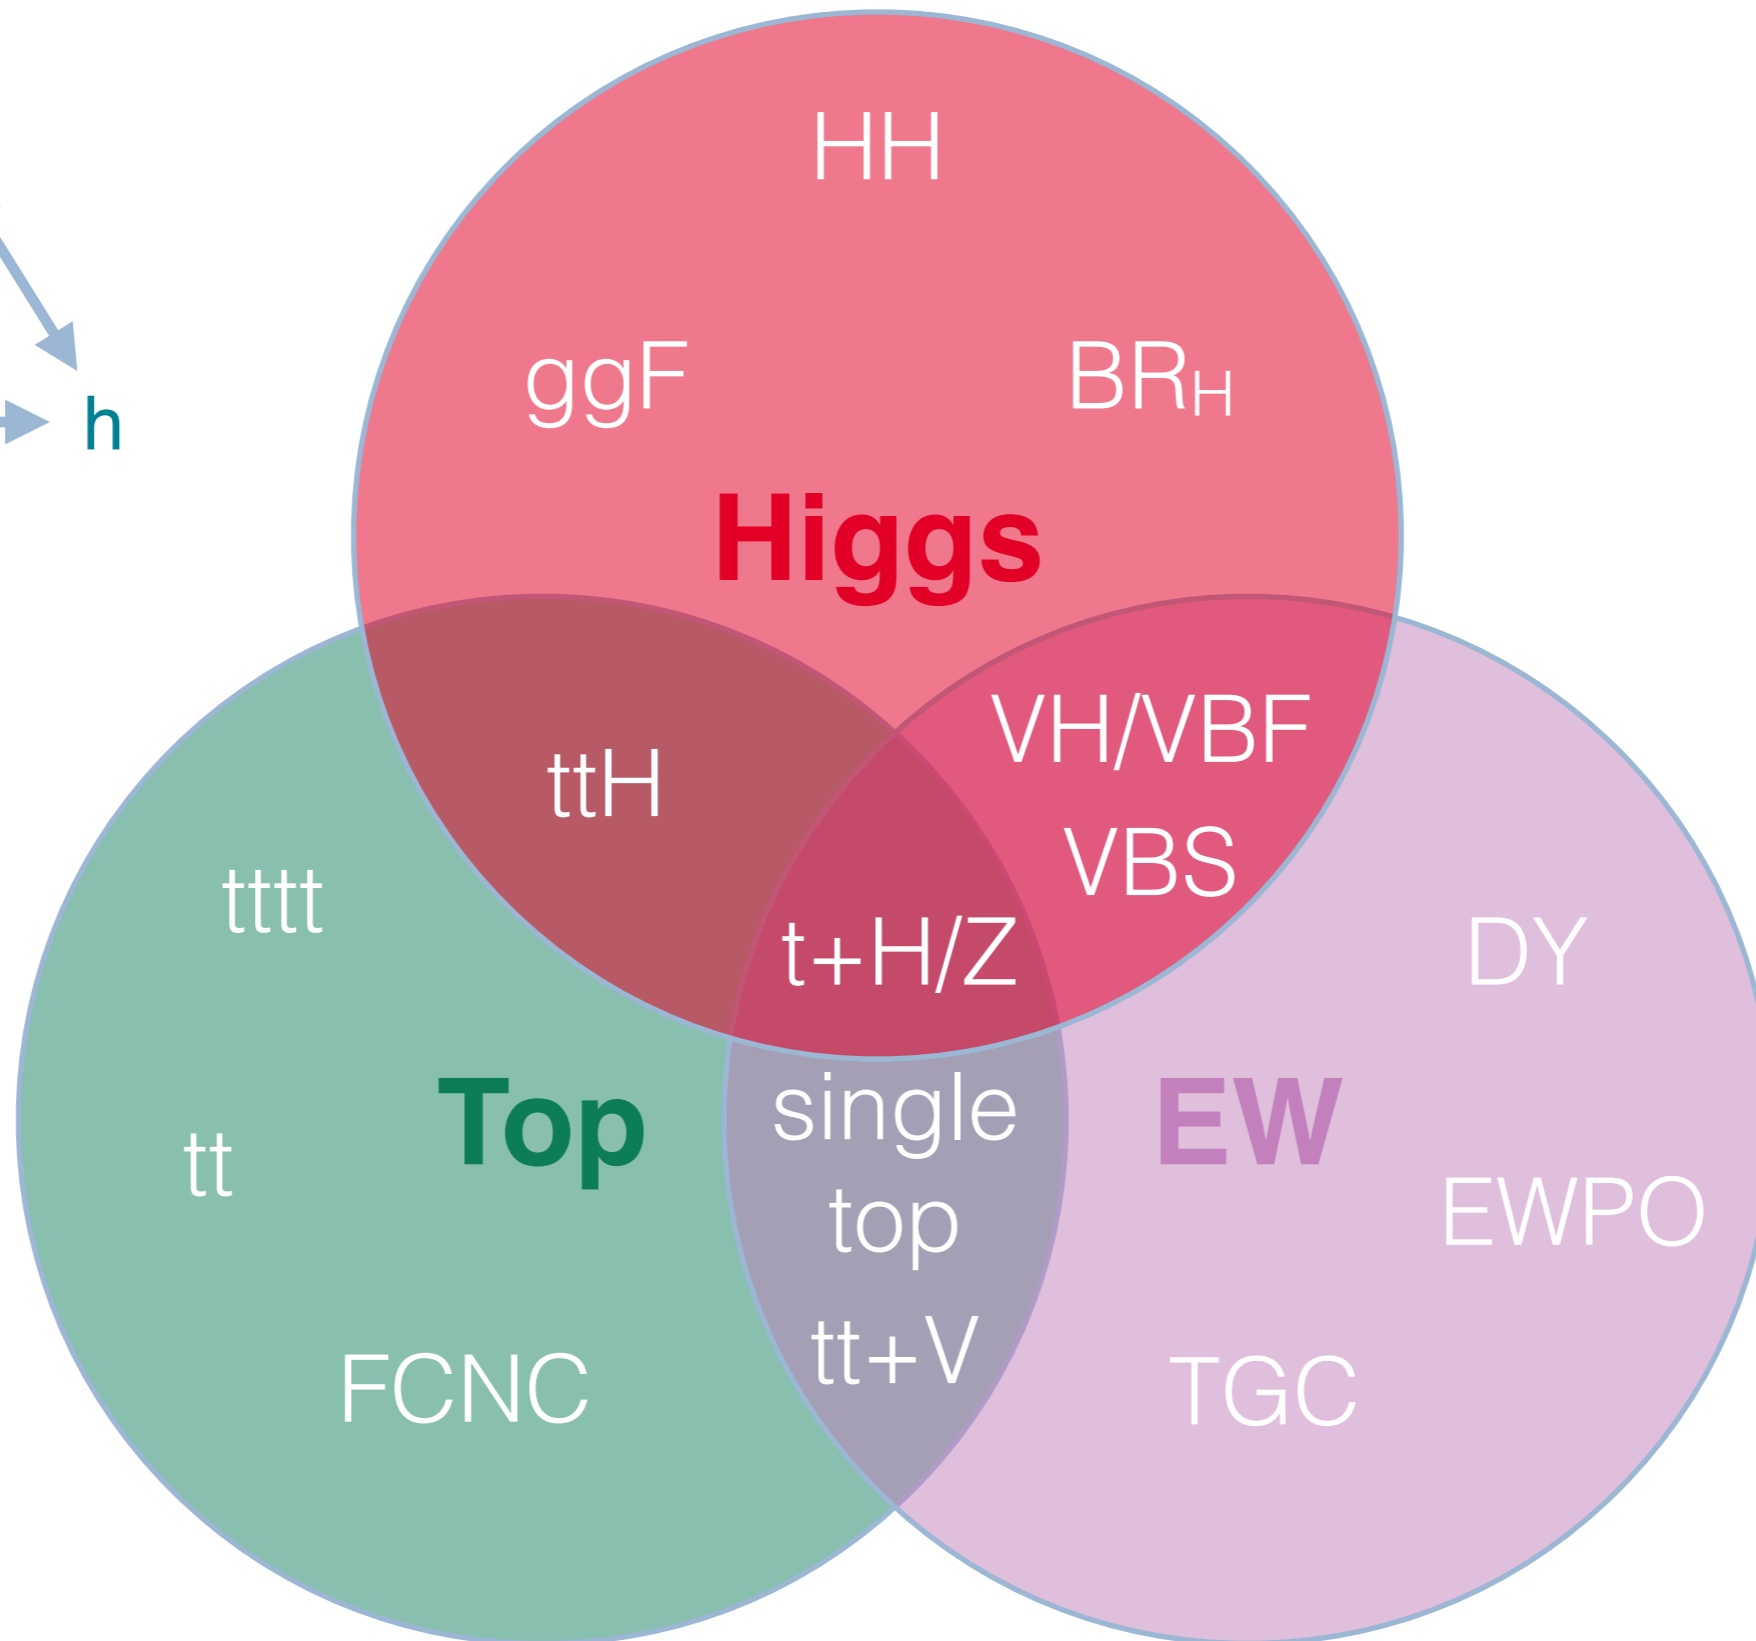 HH
ggF
BRH
h
Higgs
VH/VBF
ttH
VBS
tttt
t+H/Z
DY
Top
single
EW
tt
top
EWPO
tt+V
FCNC
TGC